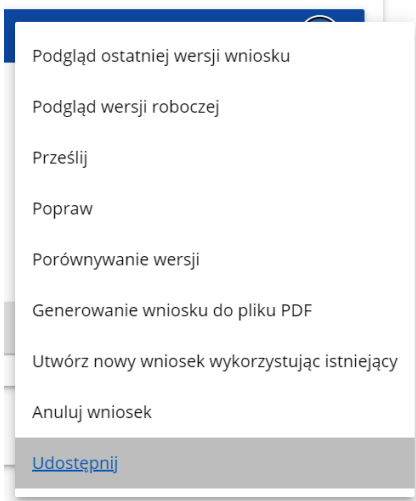 Podgląd ostatniej wersji wniosku
Podgląd wersji roboczej
Prześlij
Popraw
Porównywanie wersji
Generowanie wniosku do pliku PDF
Utwórz nowy wniosek wykorzystując istniejący
Anuluj wniosek
Udostępnij